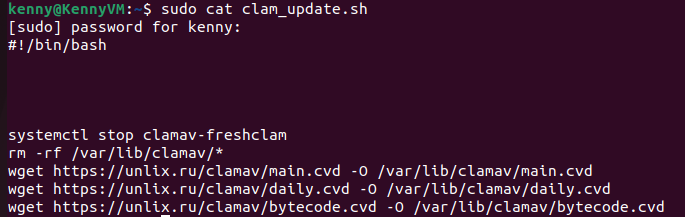 kenny@KennyVM:~$ sudo cat clam_update.sh
[sudo] password for kenny:
#!/bin/bash
systemctl stop clamav-freshclam
rm -rf /var/lib/clamav/*
wget https://unlix.ru/clamav/main.cvd -O /var/lib/clamav/main.cvd
wget https://unlix.ru/clamav/daily.cvd -O /var/lib/clamav/daily.cvd
wget https://unlix.ru/clamav/bytecode.cvd -O /var/lib/clamav/bytecode.cvd